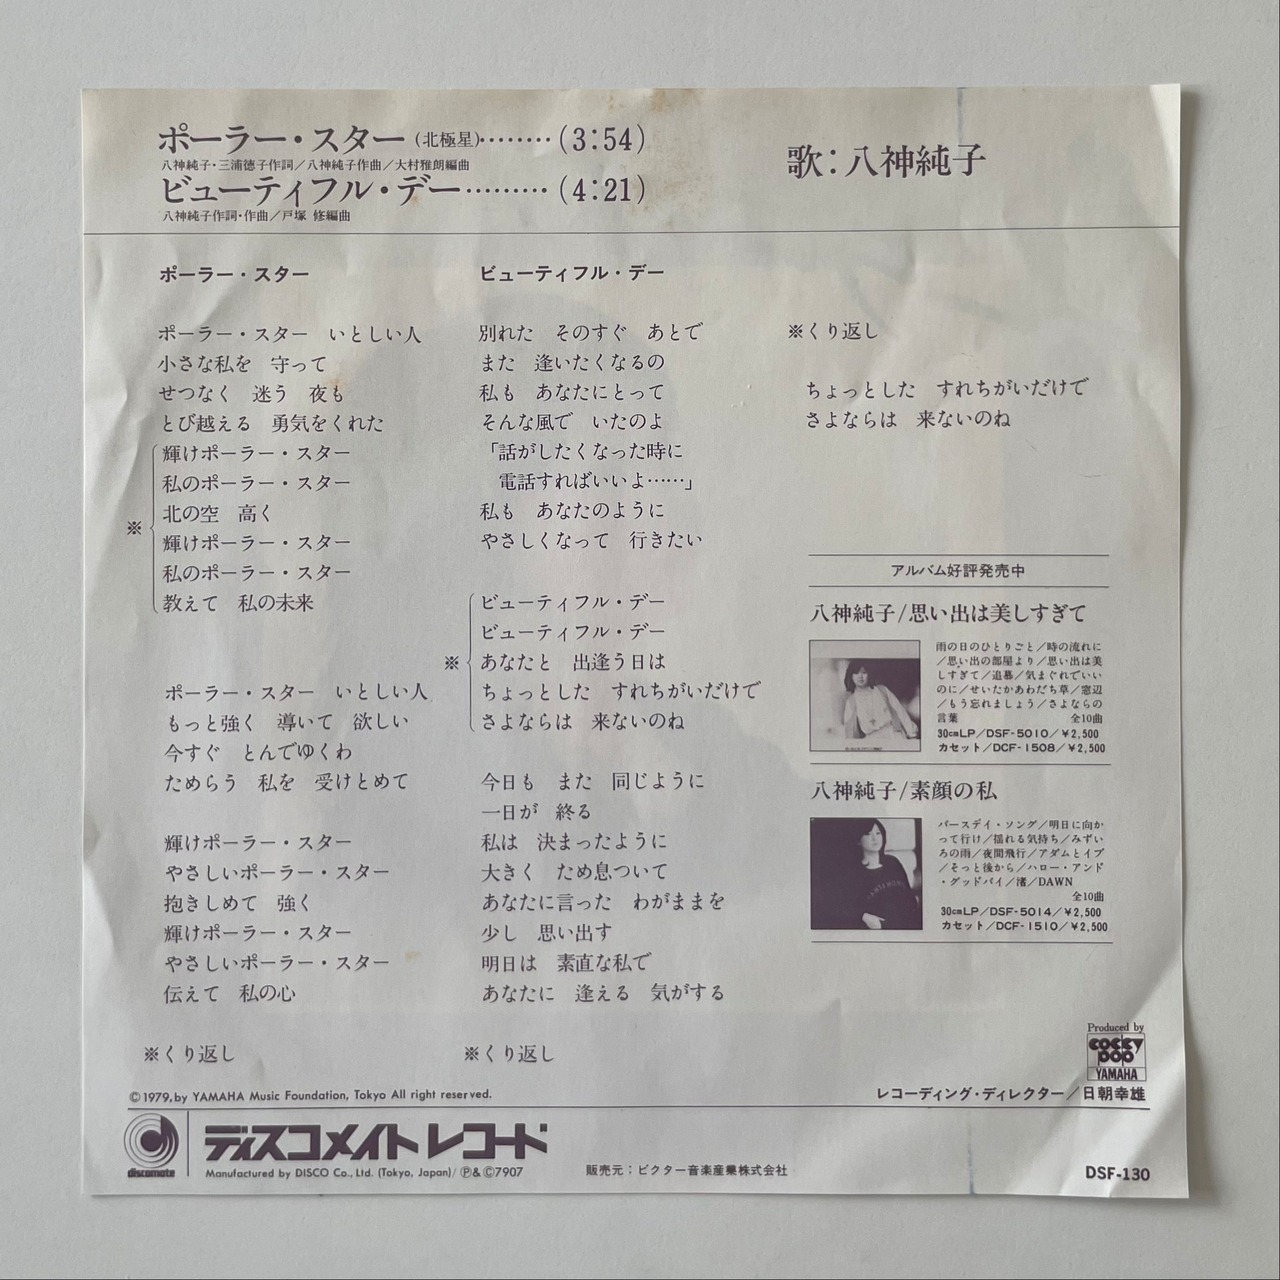 ポーラー・スター(北極星)………(3:54)
八神純子・三浦徳子作詞／八神純子作曲／大村雅朗編曲
ビューティフル・デー………(4:21)
八神純子作詞・作曲／戸塚 修編曲
歌：八神純子
ポーラー・スター
ポーラー・スター　いとしい人
小さな私を　守って
せつなく　迷う　夜も
とび越える　勇気をくれた
輝けポーラー・スター
私のポーラー・スター
北の空　高く
※
輝けポーラー・スター
私のポーラー・スター
教えて　私の未来
ポーラー・スター　いとしい人
もっと強く　導いて　欲しい
今すぐ　とんでゆくわ
ためらう　私を　受けとめて
輝けポーラー・スター
やさしいポーラー・スター
抱きしめて　強く
輝けポーラー・スター
やさしいポーラー・スター
伝えて　私の心
※くり返し
ビューティフル・デー
別れた　そのすぐ　あとで
また　逢いたくなるの
私も　あなたにとって
そんな風で　いたのよ
「話がしたくなった時に
電話すればいいよ……」
私も　あなたのように
やさしくなって　行きたい
ビューティフル・デー
ビューティフル・デー
※
あなたと　出逢う日は
ちょっとした　すれちがいだけで
さよならは　来ないのね
今日も　また　同じように
一日が　終る
私は　決まったように
大きく　ため息ついて
あなたに言った　わがままを
少し　思い出す
明日は　素直な私で
あなたに　逢える　気がする
※くり返し
※くり返し
ちょっとした　すれちがいだけで
さよならは　来ないのね
アルバム好評発売中
八神純子/思い出は美しすぎて
雨の日のひとりごと／時の流れに
／思い出の部屋より／思い出は美
しすぎて／追慕／気まぐれでいい
のに／せいたかあわだち草／窓辺
／もう忘れましょう／さよならの
言葉　全10曲
30cmLP／DSF-5010／¥2,500
カセット／DCF-1508／¥2,500
八神純子/素顔の私
バースデイ・ソング／明日に向か
って行け／揺れる気持ち／みずい
ろの雨／夜間飛行／アダムとイブ
／そっと後から／ハロー・アンド
・グッドバイ／渚／DAWN
全10曲
30cmLP／DSF-5014／¥2,500
カセット／DCF-1510／¥2,500
Produced by
COCKY
POP
YAMAHA
レコーディング・ディレクター／日朝幸雄
©1979, by YAMAHA Music Foundation, Tokyo All right reserved.
discomate
ディスコメイトレコード
Manufactured by DISCO Co., Ltd. (Tokyo, Japan)/ ℗&©7907
販売元：ビクター音楽産業株式会社
DSF-130